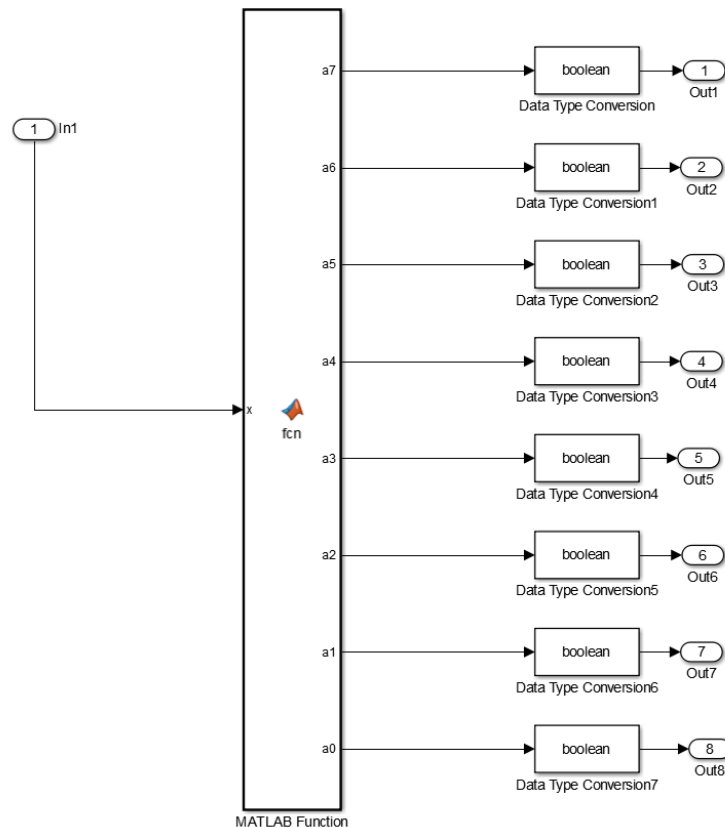 a7
boolean
1
Data Type Conversion
Out1
1
In1
a6
boolean
2
Data Type Conversion1
Out2
a5
boolean
3
Data Type Conversion2
Out3
a4
boolean
4
Data Type Conversion3
Out4
x
fcn
a3
boolean
5
Data Type Conversion4
Out5
a2
boolean
6
Data Type Conversion5
Out6
a1
boolean
7
Data Type Conversion6
Out7
a0
boolean
8
Data Type Conversion7
Out8
MATLAB Function